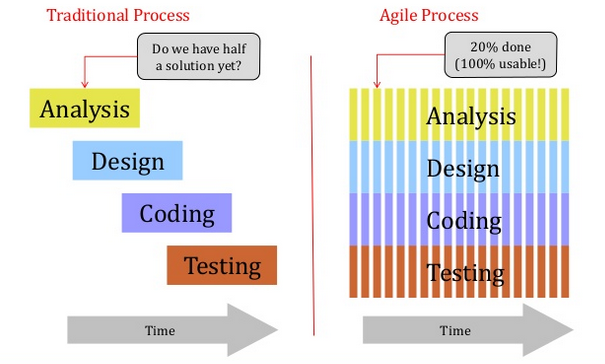 Traditional Process
Do we have half
a solution yet?
Analysis
Design
Coding
Testing
Time
Agile Process
20% done
(100% usable!)
Analysis
Design
Coding
Testing
Time